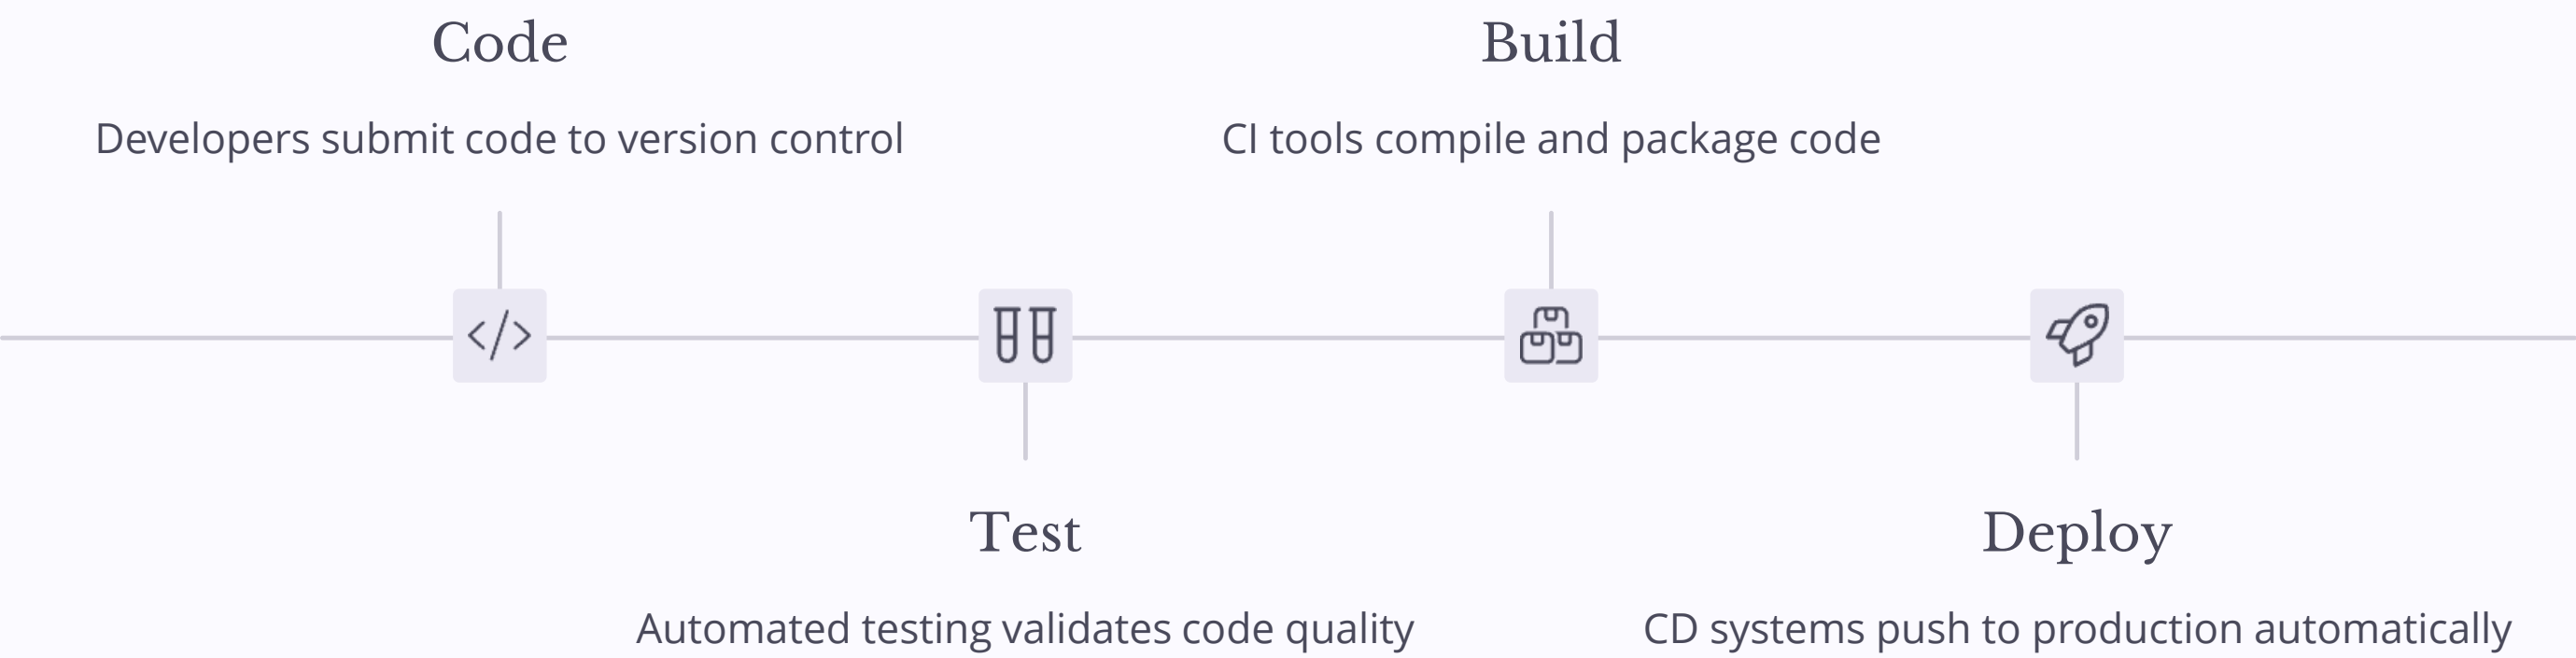 Code
Developers submit code to version control
Test
Automated testing validates code quality
Build
CI tools compile and package code
Deploy
CD systems push to production automatically